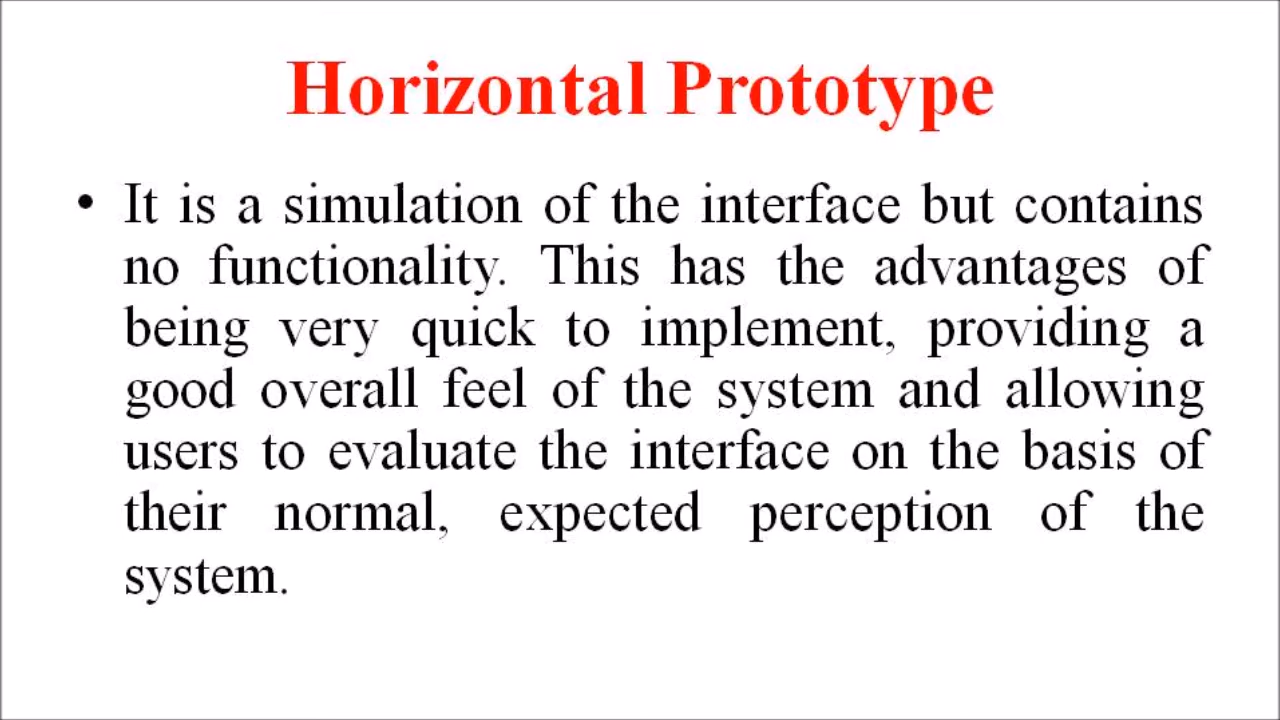 Horizontal Prototype
• It is a simulation of the interface but contains
no functionality. This has the advantages of
being very quick to implement, providing a
good overall feel of the system and allowing
users to evaluate the interface on the basis of
their normal, expected perception of the
system.